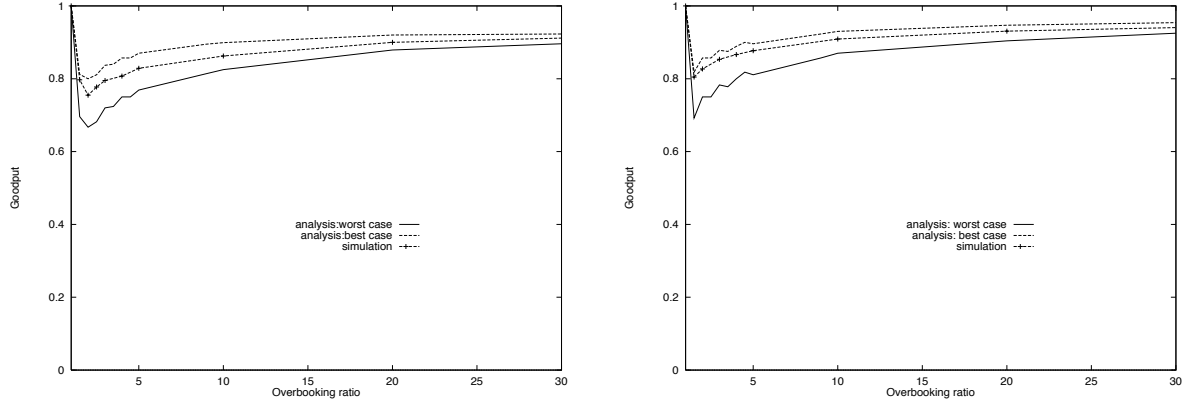 1
0.8
0.6
0.4
0.2
0
Goodput
analysis:worst case
analysis:best case
simulation
5
10
15
20
25
30
Overbooking ratio
1
0.8
0.6
0.4
0.2
0
Goodput
analysis: worst case
analysis: best case
simulation
5
10
15
20
25
30
Overbooking ratio